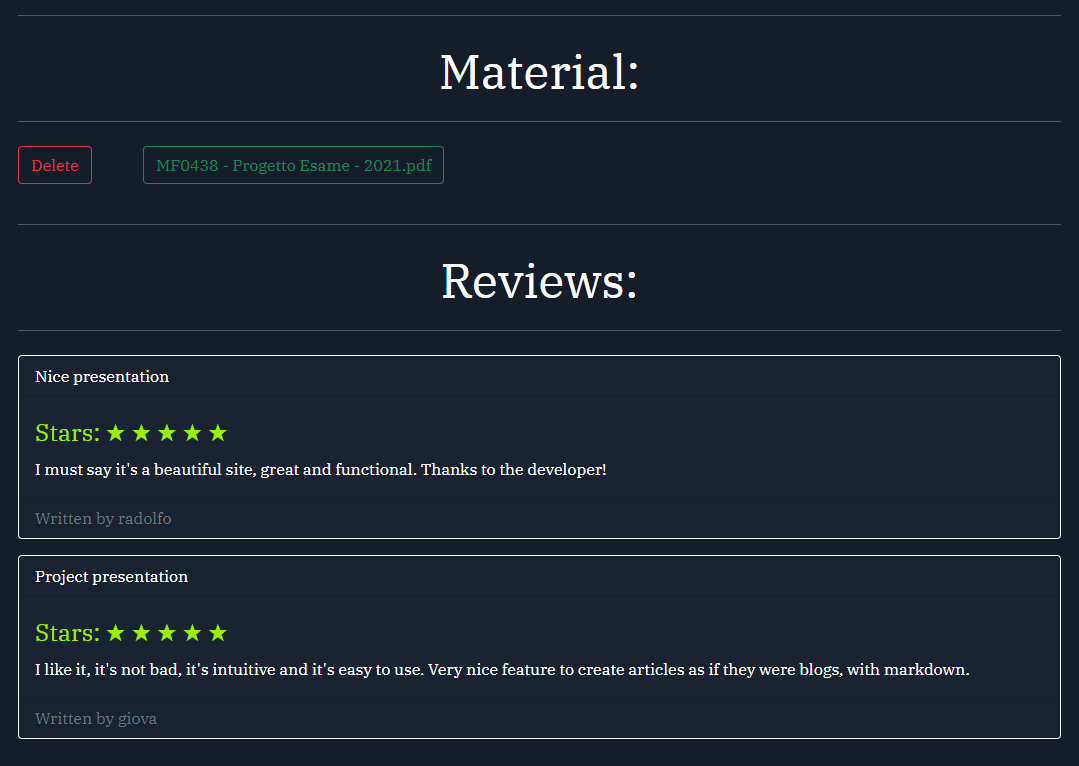 Material:
Delete
MF0438 - Progetto Esame - 2021.pdf
Reviews:
Nice presentation
Stars: ★ ★ ★ ★ ★
I must say it's a beautiful site, great and functional. Thanks to the developer!
Written by radolfo
Project presentation
Stars: ★ ★ ★ ★ ★
I like it, it's not bad, it's intuitive and it's easy to use. Very nice feature to create articles as if they were blogs, with markdown.
Written by giova